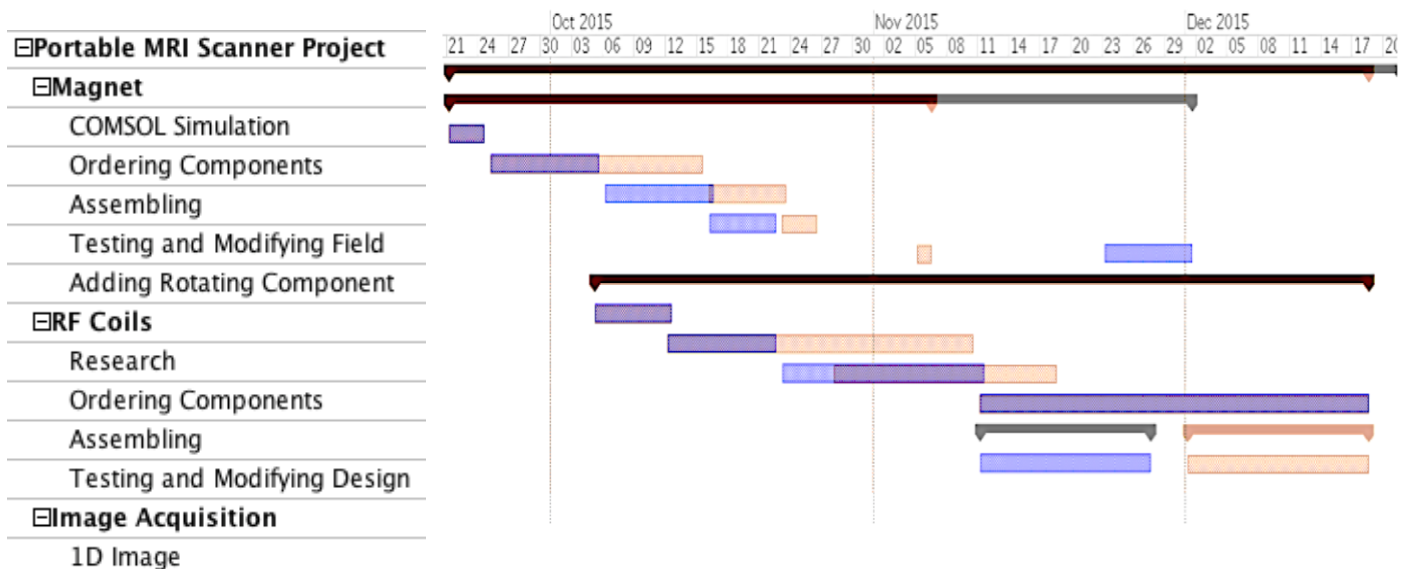 Oct 2015 Nov 2015 Dec 2015
21 24 27 30 03 06 09 12 15 18 21 24 27 30 02 05 08 11 14 17 20 23 26 29 02 05 08 11 14 17 20
Portable MRI Scanner Project
Magnet
COMSOL Simulation
Ordering Components
Assembling
Testing and Modifying Field
Adding Rotating Component
RF Coils
Research
Ordering Components
Assembling
Testing and Modifying Design
Image Acquisition
1D Image